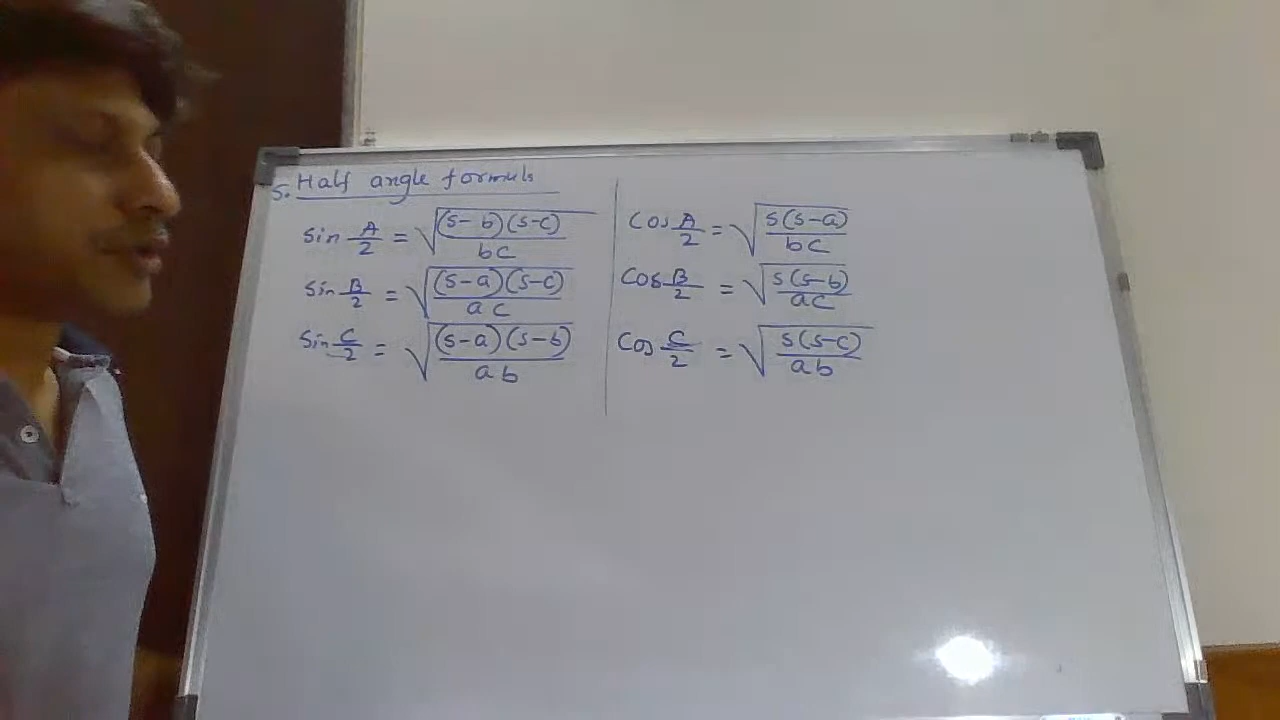 5. Half angle formula
sin A/2 = √((s-b)(s-c)/bc)
sin B/2 = √((s-a)(s-c)/ac)
sin C/2 = √((s-a)(s-b)/ab)
cos A/2 = √(s(s-a)/bc)
cos B/2 = √(s(s-b)/ac)
cos C/2 = √(s(s-c)/ab)